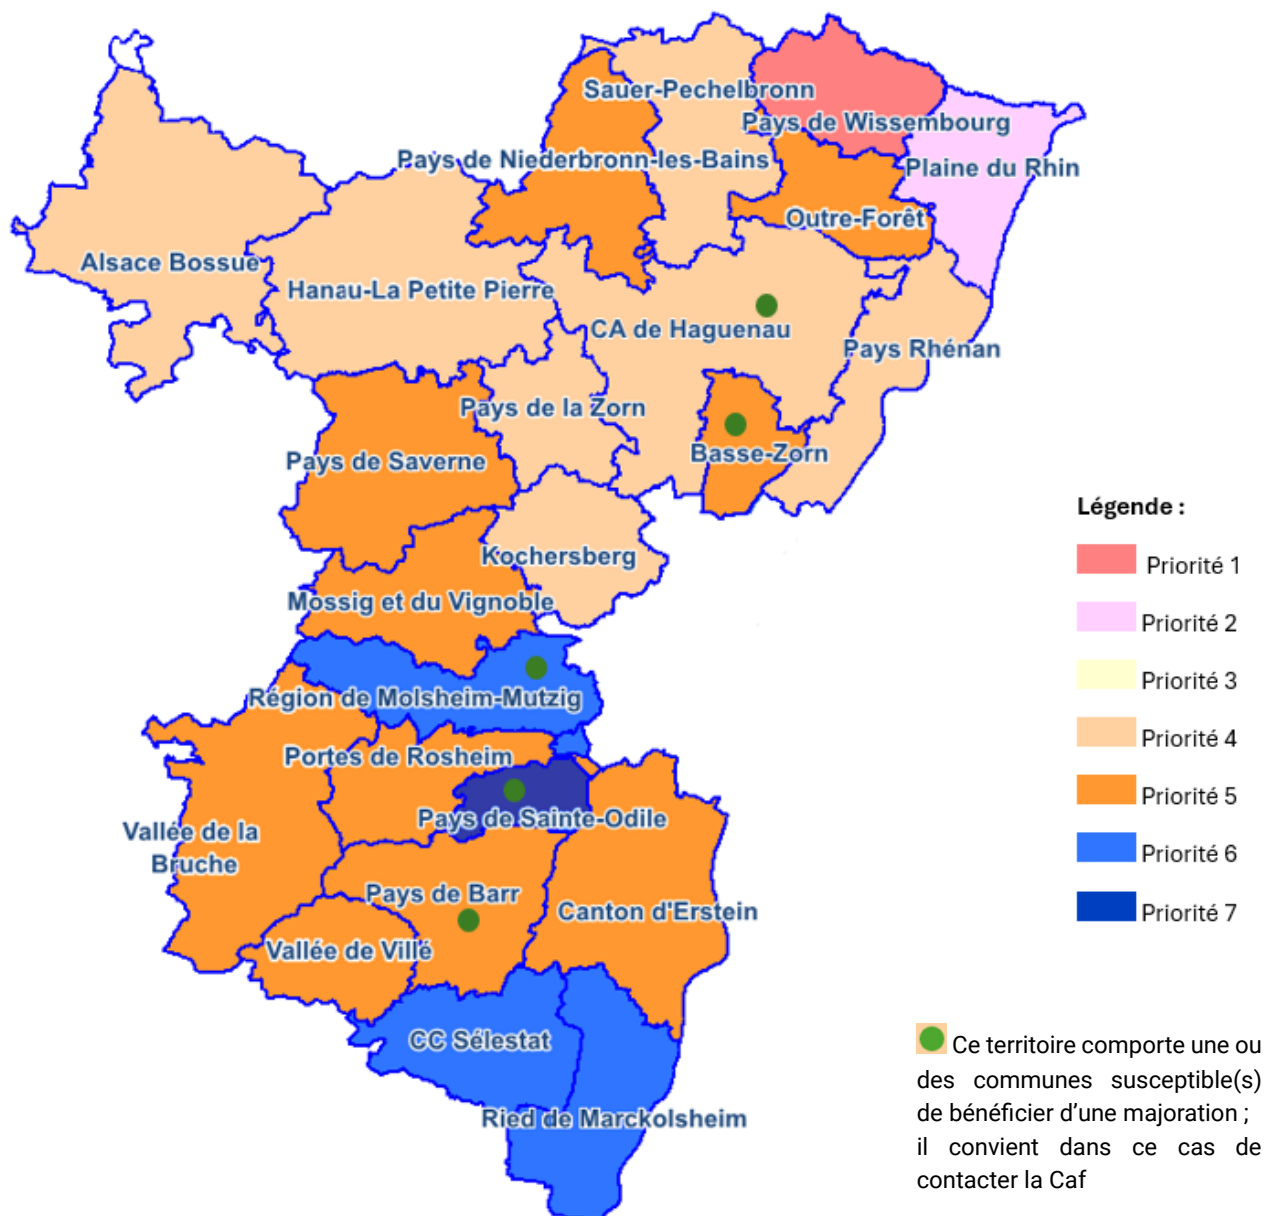 Sauer-Pechelbronn
Pays de Wissembourg
Pays de Niederbronn-les-Bains
Plaine du Rhin
Outre-Forêt
Alsace Bossue
Hanau-La Petite Pierre
CA de Haguenau
Pays Rhénan
Pays de la Zorn
Basse-Zorn
Pays de Saverne
Kochersberg
Mossig et du Vignoble
Région de Molsheim-Mutzig
Portes de Rosheim
Pays de Sainte-Odile
Vallée de la
Bruche
Pays de Barr
Canton d'Erstein
Vallée de Villé
CC Sélestat
Ried de Marckolsheim
Légende :
Priorité 1
Priorité 2
Priorité 3
Priorité 4
Priorité 5
Priorité 6
Priorité 7
Ce territoire comporte une ou
des communes susceptible(s)
de bénéficier d’une majoration ;
il convient dans ce cas de
contacter la Caf